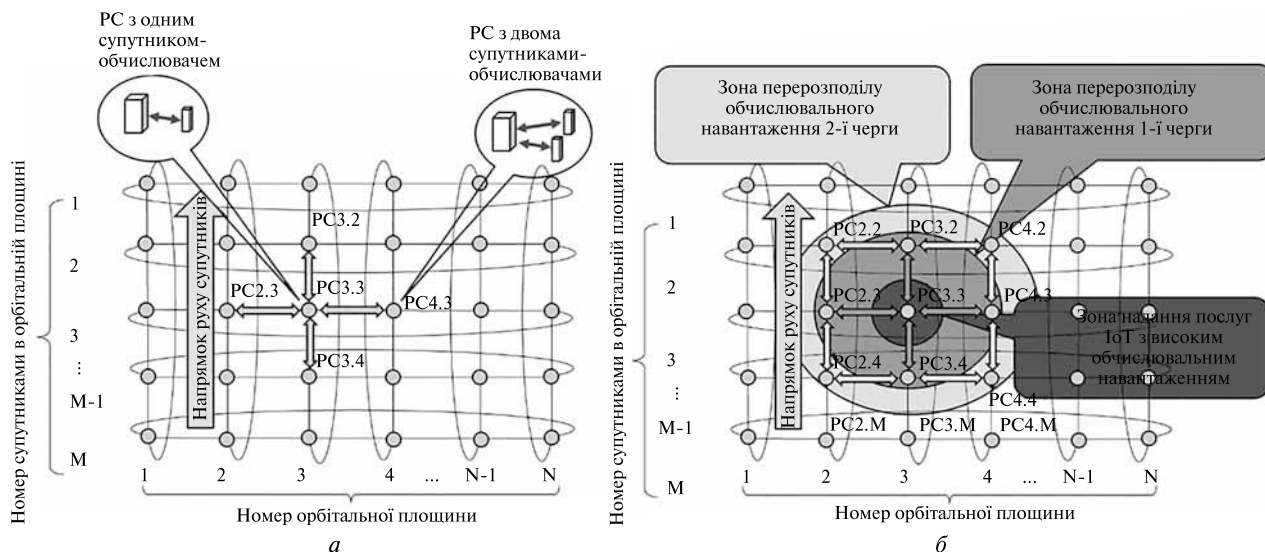 РС з одним
супутником-
обчислювачем
РС з двома
супутниками-
обчислювачами
Номер супутниками в орбітальній площині
1
2
3
...
М-1
М
Напрямок руху супутників
РС3.2
РС2.3
РС3.3
РС4.3
РС3.4
1
2
3
4
...
N-1
N
Номер орбітальної площини
а
Зона перерозподілу
обчислювального
навантаження 2-ї черги
Зона перерозподілу
обчислювального
навантаження 1-ї черги
Номер супутниками в орбітальній площині
1
2
3
...
М-1
М
Напрямок руху супутників
РС2.2
РС3.2
РС4.2
РС2.3
РС3.3
РС4.3
Зона надання послуг
ІоТ з високим
обчислювальним
навантаженням
РС2.4
РС3.4
РС4.4
РС2.М
РС3.М
РС4.М
1
2
3
4
...
N-1
N
Номер орбітальної площини
б